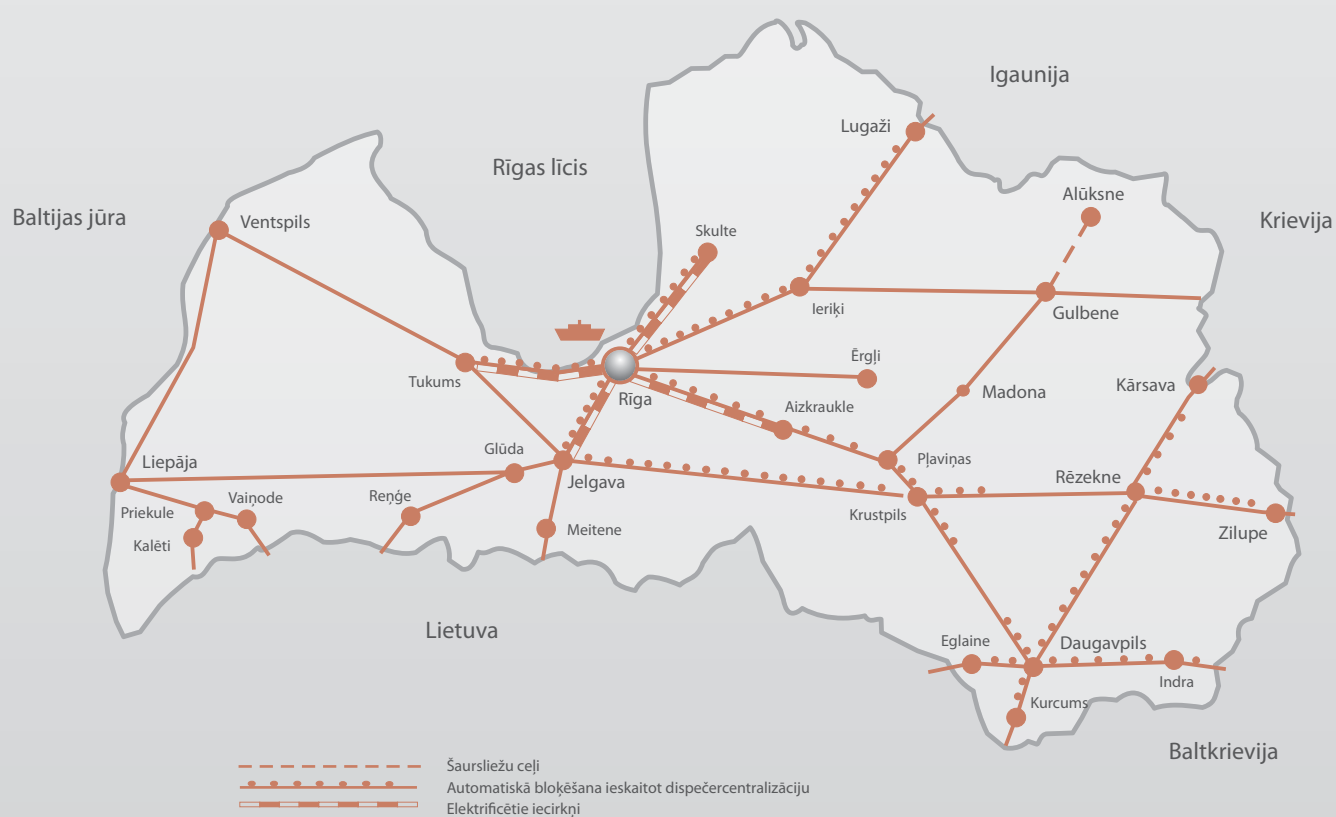 Igaunija
Lugaži
Rīgas līcis
Alūksne
Baltijas jūra
Ventspils
Krievija
Skulte
Ieriķi
Gulbene
Ērgļi
Tukums
Rīga
Madona
Kārsava
Aizkraukle
Glūda
Liepāja
Jelgava
Pļaviņas
Rēzekne
Priekule
Vaiņode
Reņģe
Krustpils
Kalēti
Meitene
Zilupe
Lietuva
Eglaine
Daugavpils
Indra
Kurcums
Baltkrievija
Šaursliežu ceļi
Automatiskā bloķēšana ieskaitot dispečercentralizāciju
Elektrificētie iecirkņi